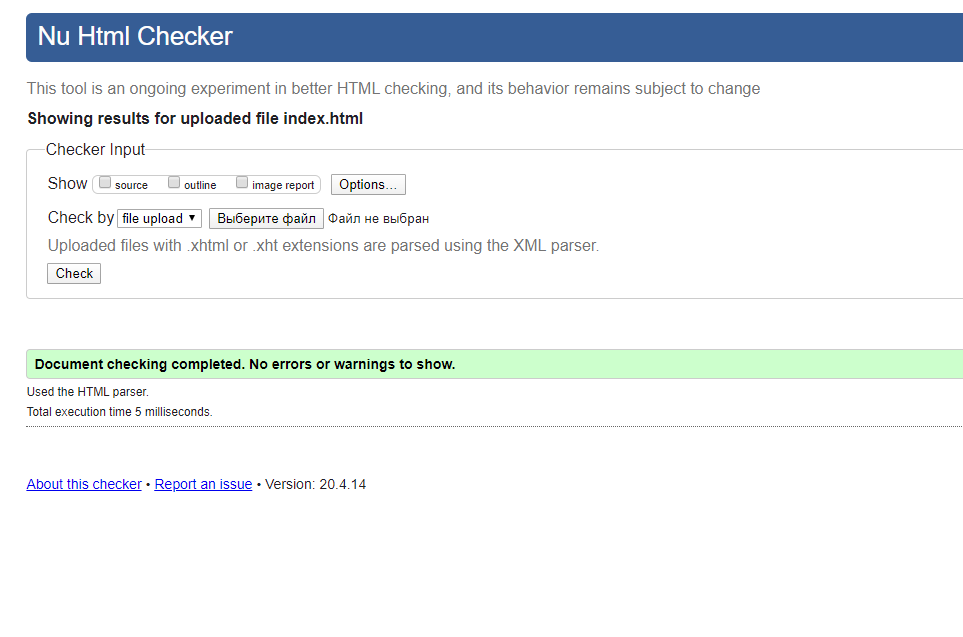 Nu Html Checker
This tool is an ongoing experiment in better HTML checking, and its behavior remains subject to change
Showing results for uploaded file index.html
Checker Input
Show source outline image report Options...
Check by file upload Выберите файл Файл не выбран
Uploaded files with .xhtml or .xht extensions are parsed using the XML parser.
Check
Document checking completed. No errors or warnings to show.
Used the HTML parser.
Total execution time 5 milliseconds.
About this checker • Report an issue • Version: 20.4.14